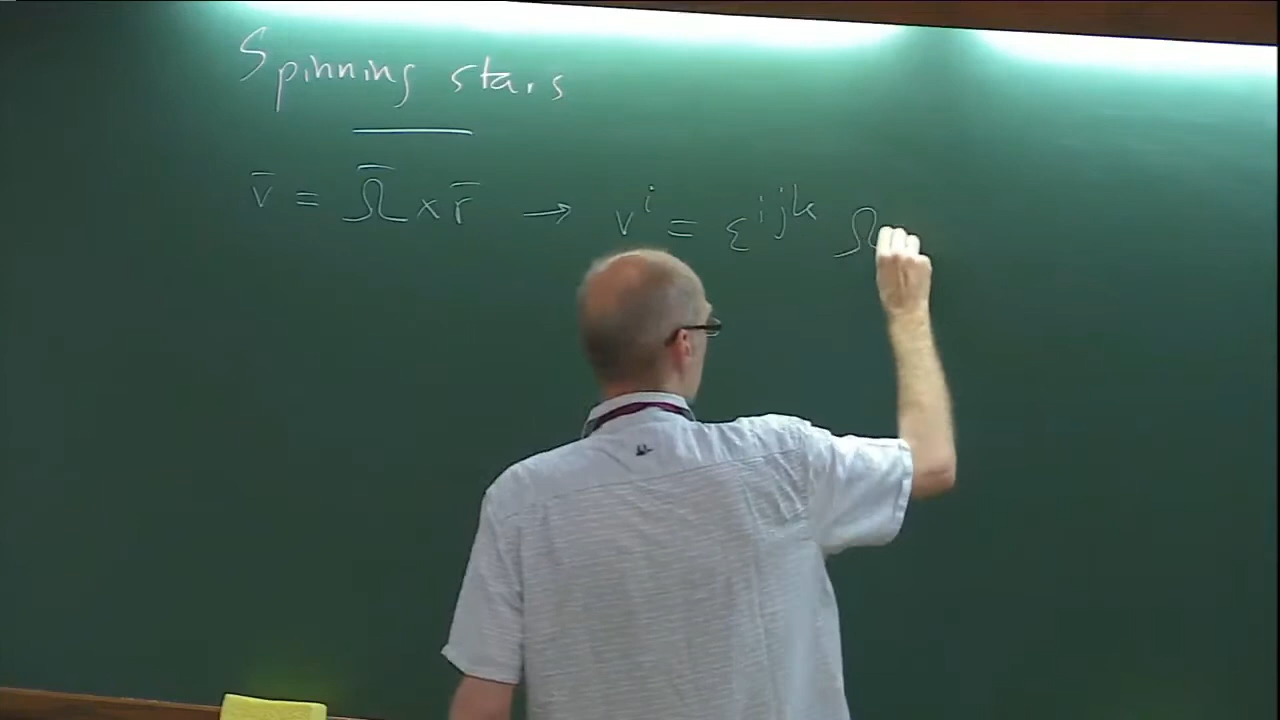 Spinning stars
v̄ = Ω̄ × r̄ → vⁱ = εⁱʲᵏ Ω